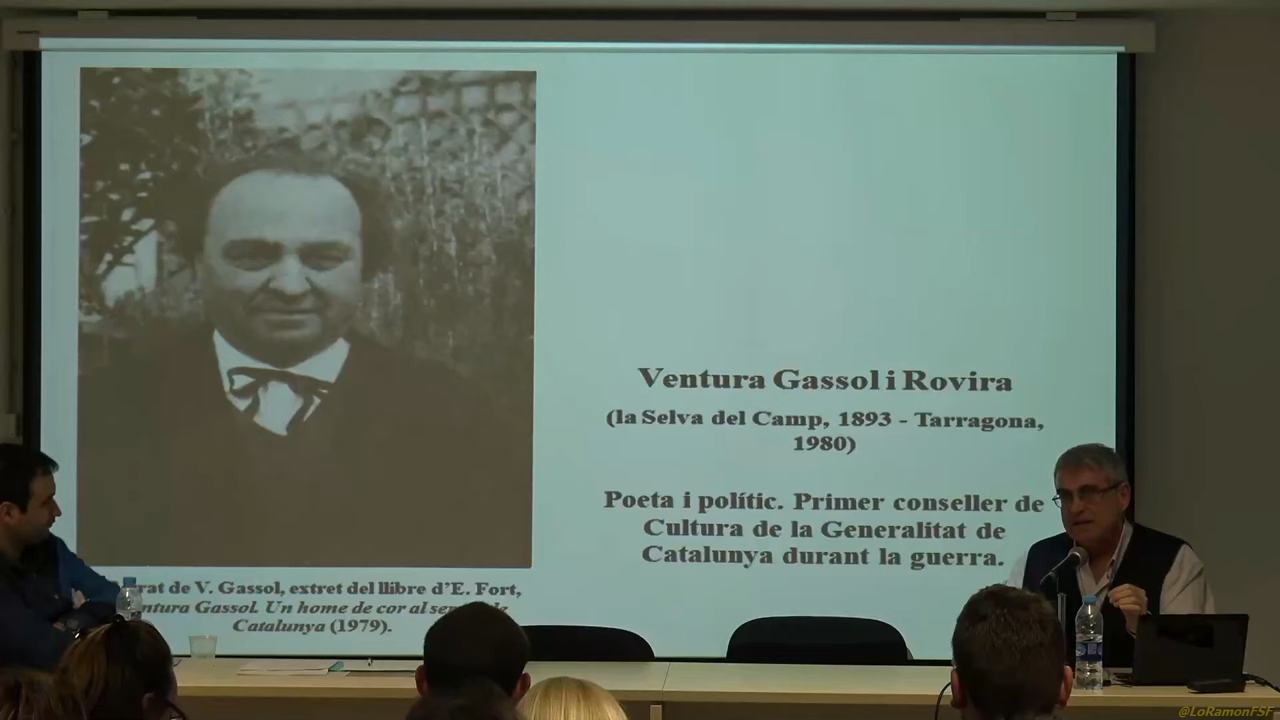 Ventura Gassol i Rovira
(la Selva del Camp, 1893 - Tarragona,
1980)
Poeta i polític. Primer conseller de
Cultura de la Generalitat de
Catalunya durant la guerra.
de V. Gassol, extret del llibre d'E. Fort,
Gassol. Un home de cor al
Catalunya (1979).
@LoRamonFSF